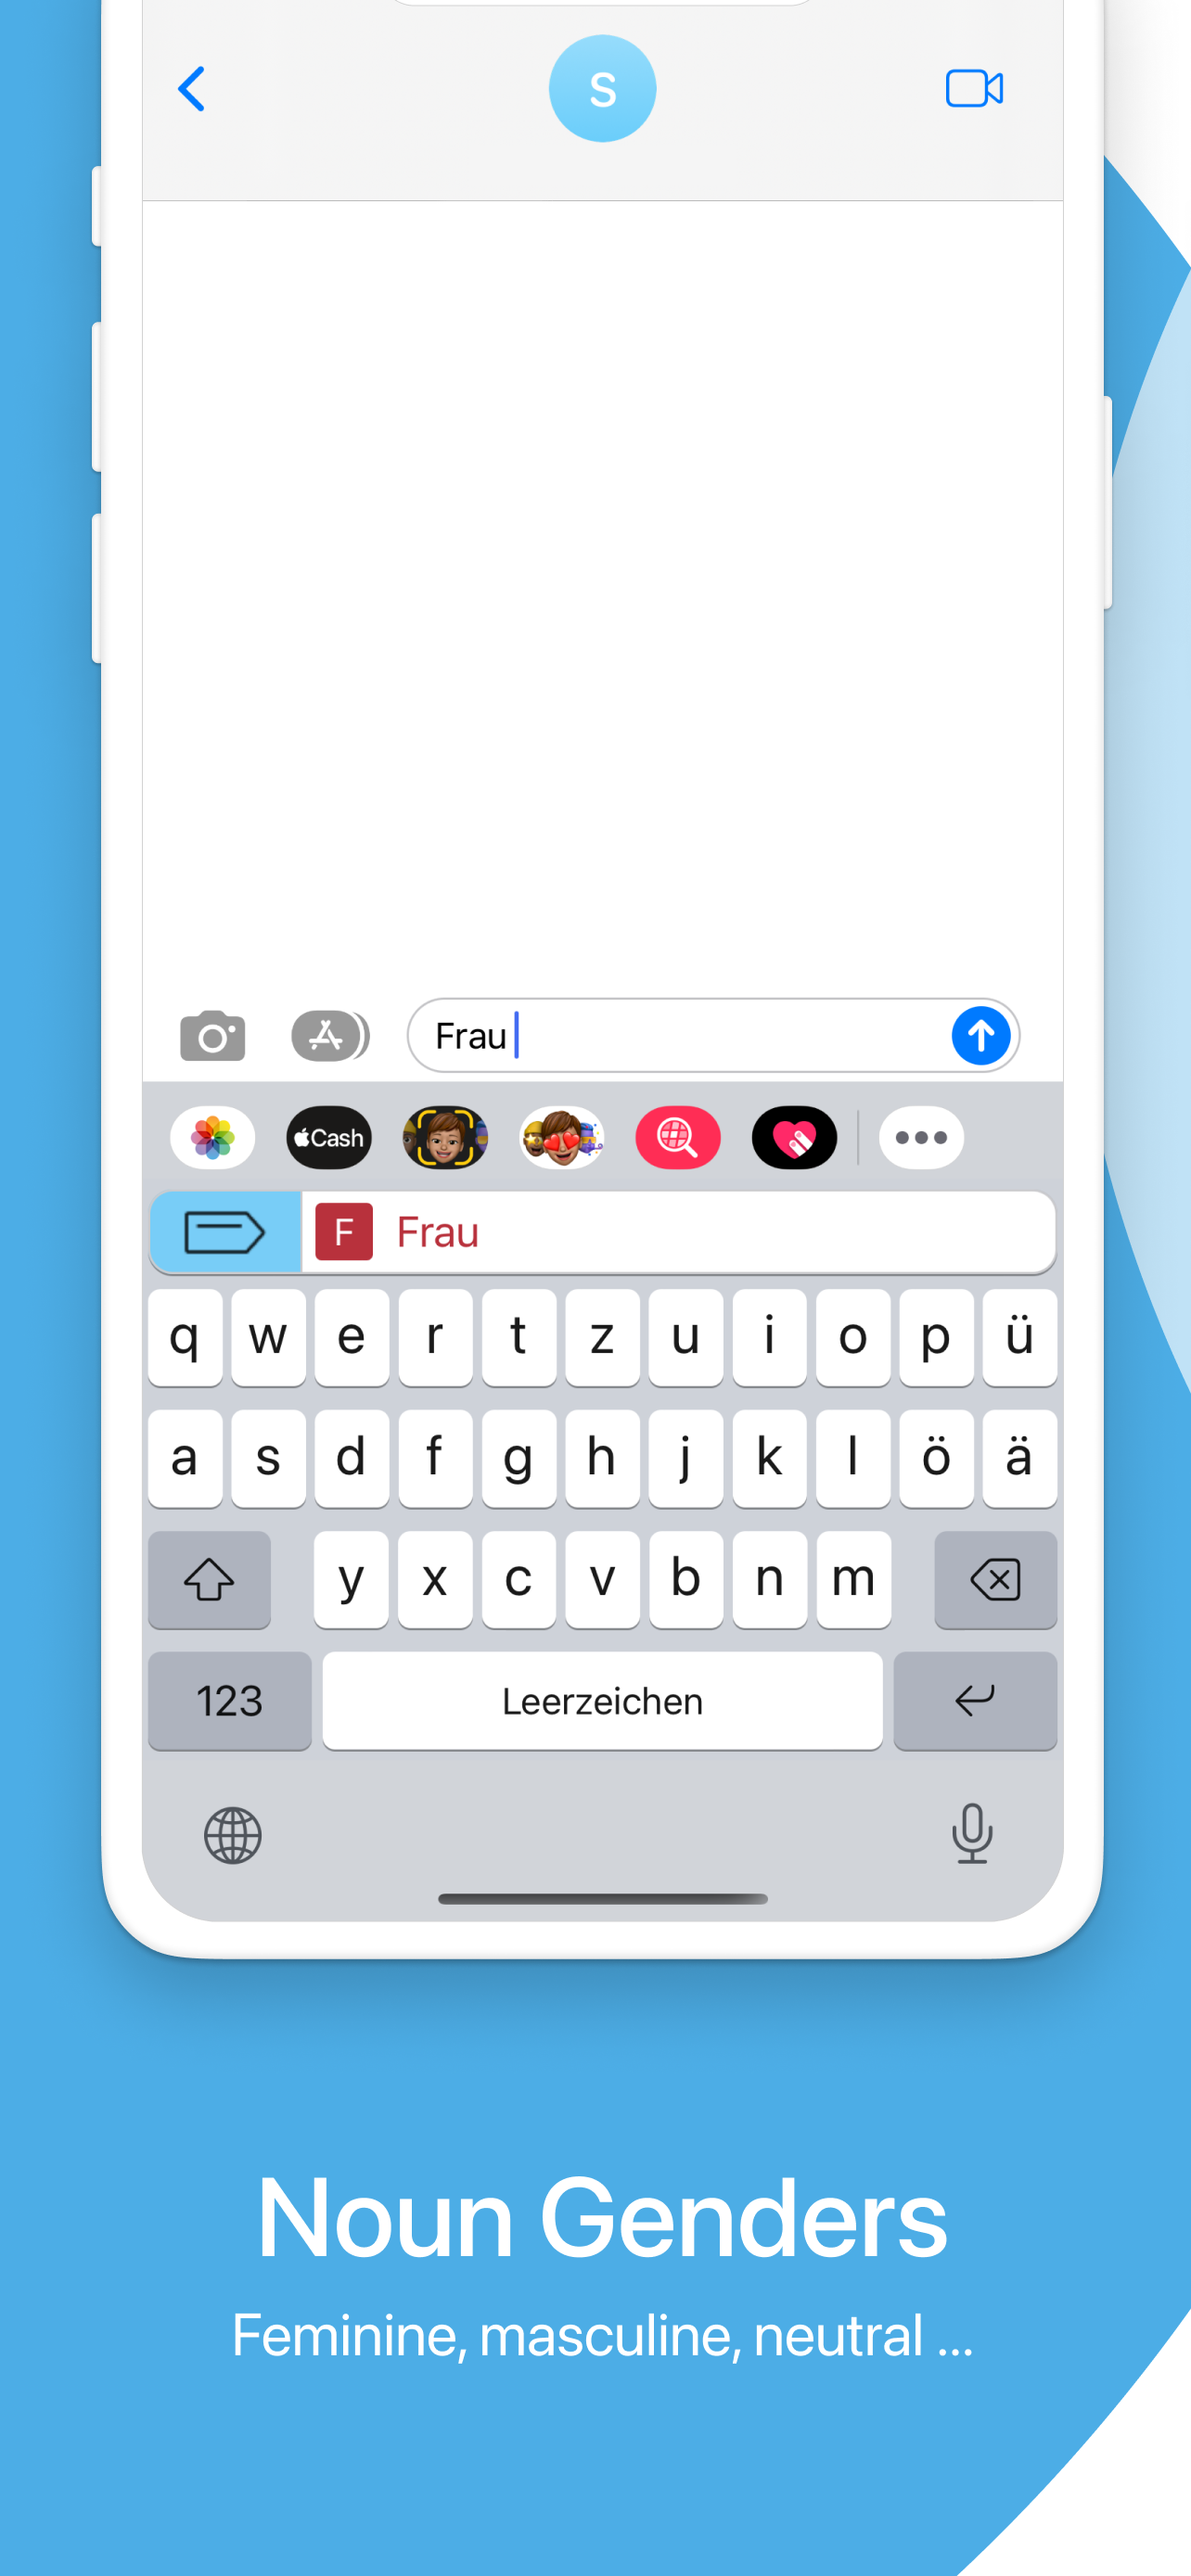 S
Frau
Cash
F Frau
q w e r t z u i o p ü
a s d f g h j k l ö ä
y x c v b n m
123 Leerzeichen
Noun Genders
Feminine, masculine, neutral ...